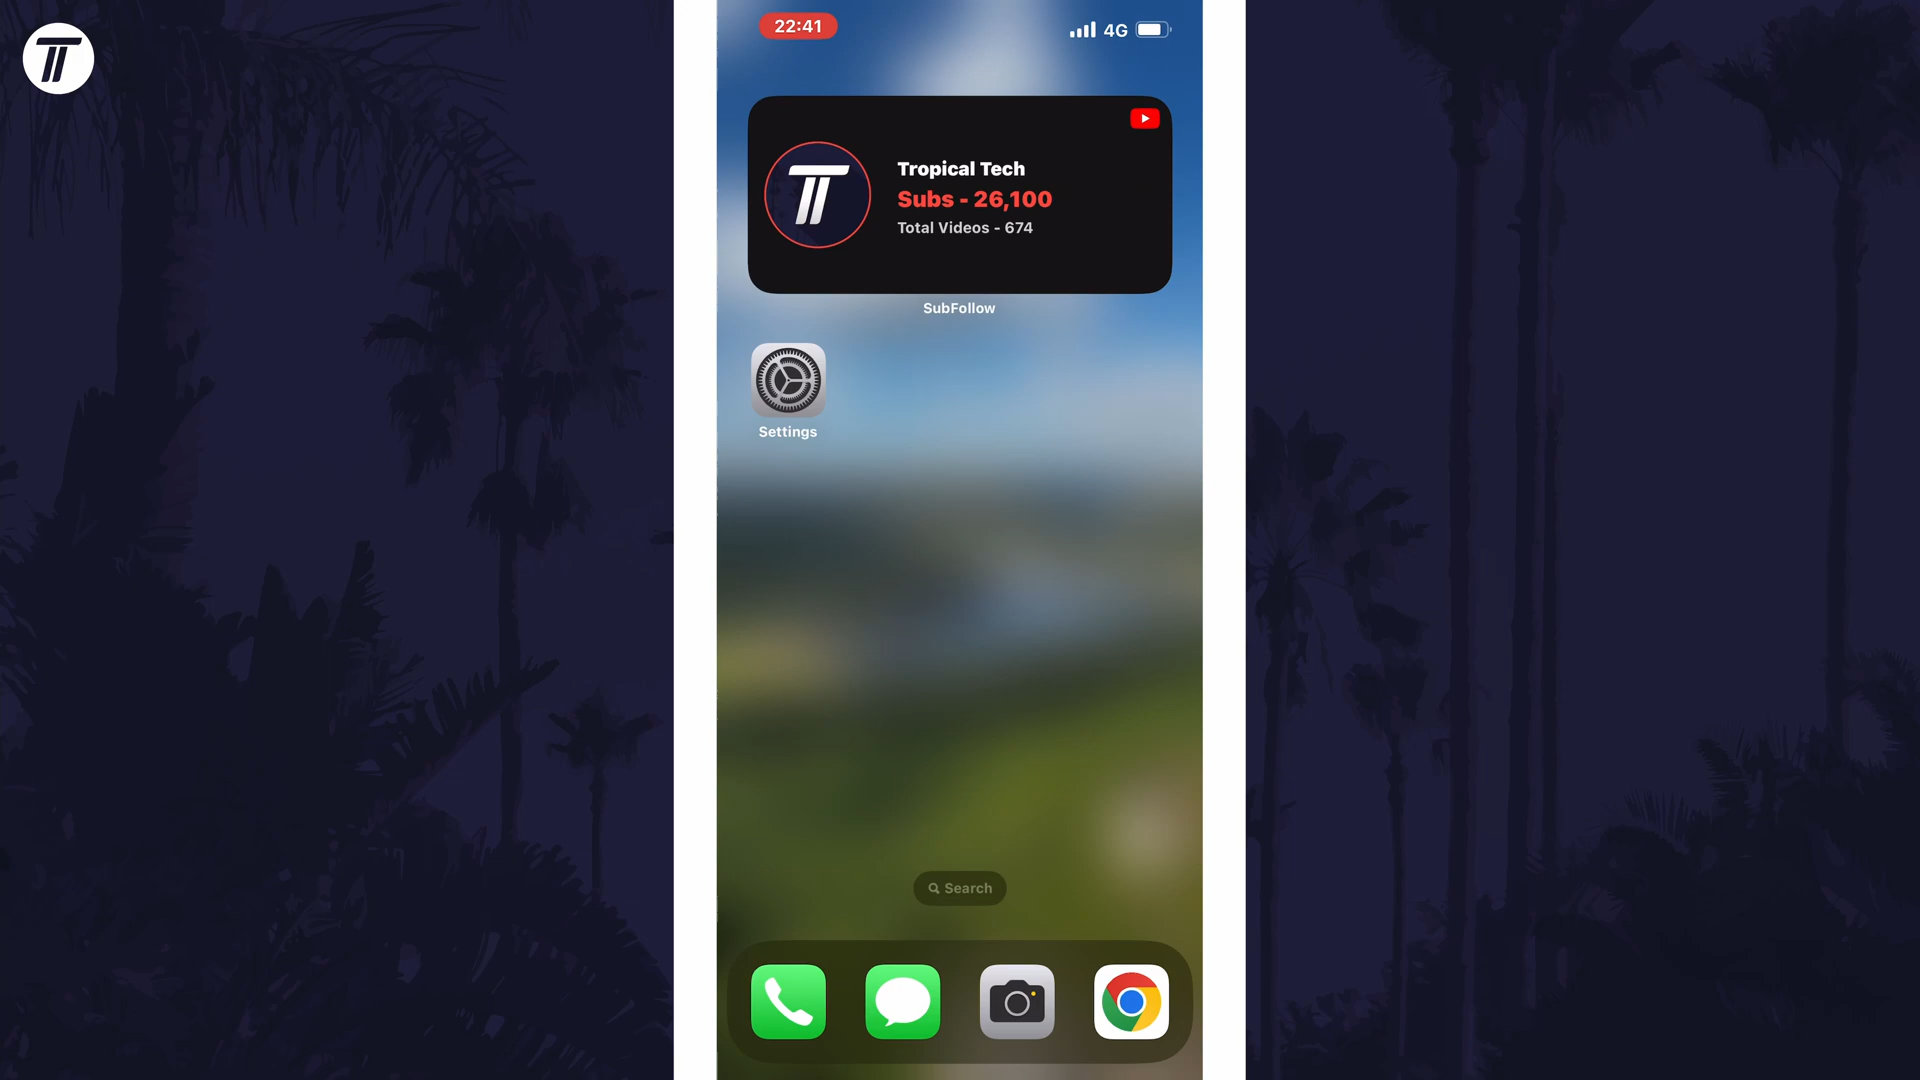 22:41
4G
Tropical Tech
Subs - 26,100
Total Videos - 674
SubFollow
Settings
Search